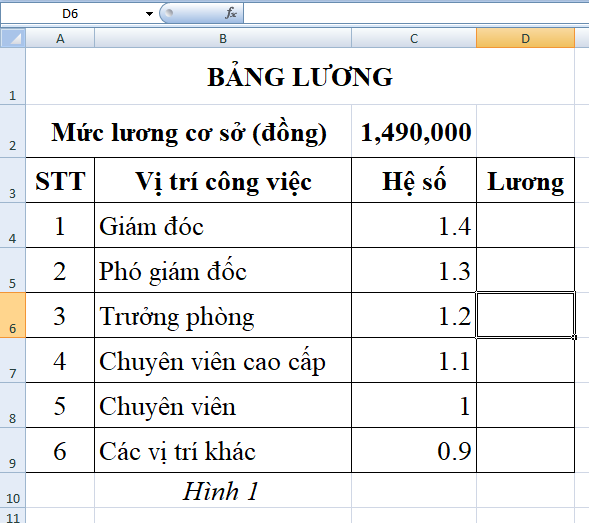 D6 fx
A B C D
1 BẢNG LƯƠNG
2 Mức lương cơ sở (đồng) 1,490,000
3 STT Vị trí công việc Hệ số Lương
4 1 Giám đóc 1.4
5 2 Phó giám đốc 1.3
6 3 Trưởng phòng 1.2
7 4 Chuyên viên cao cấp 1.1
8 5 Chuyên viên 1
9 6 Các vị trí khác 0.9
10 Hình 1
11